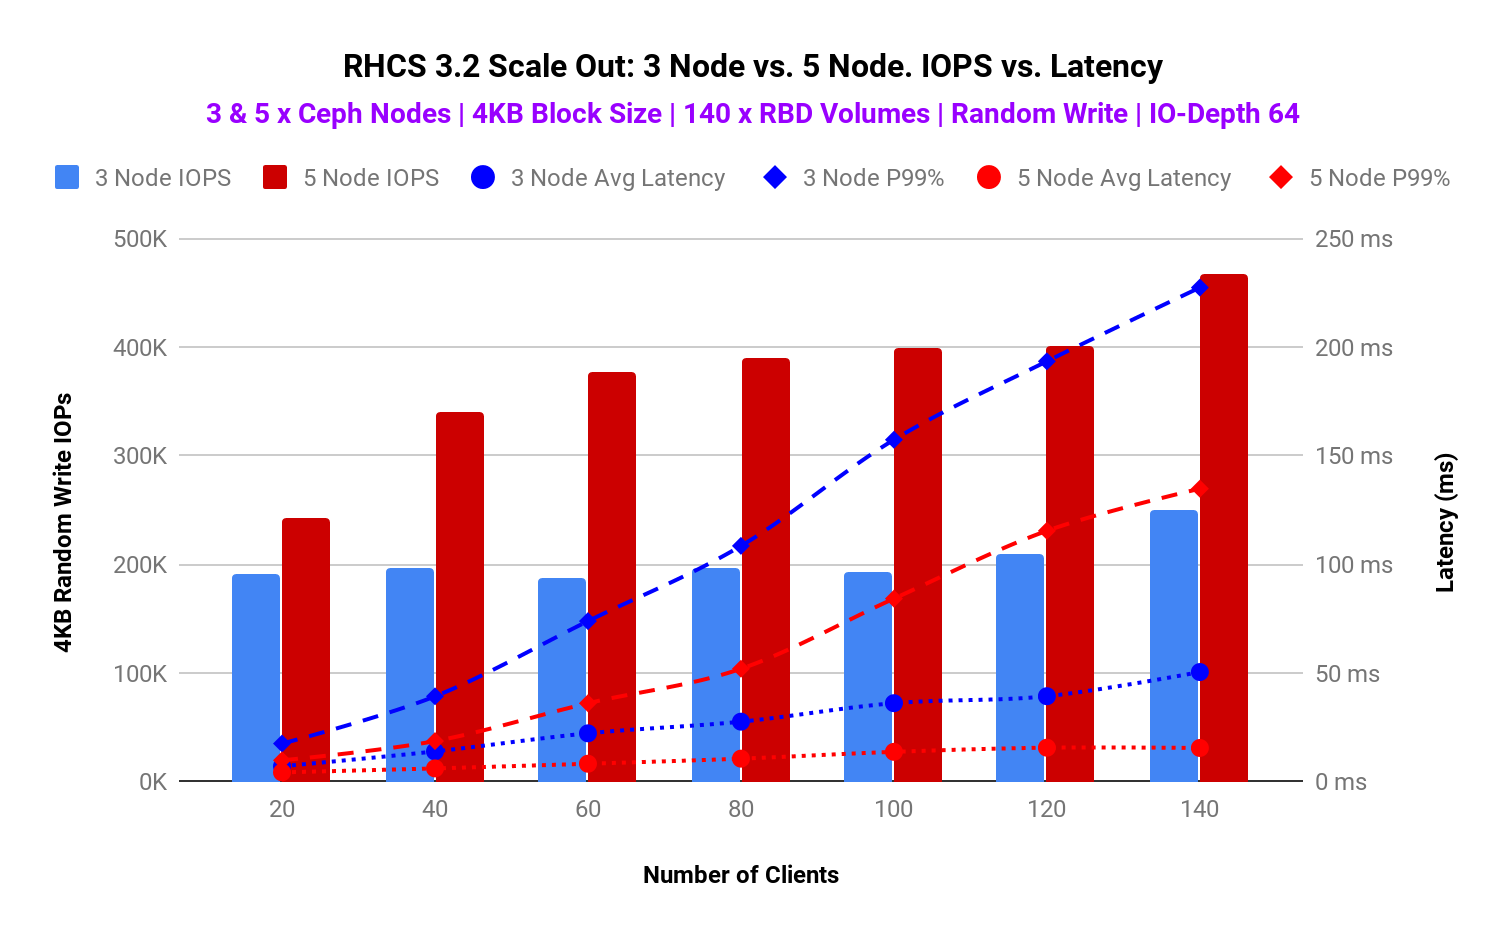 RHCS 3.2 Scale Out: 3 Node vs. 5 Node. IOPS vs. Latency
3 & 5 x Ceph Nodes | 4KB Block Size | 140 x RBD Volumes | Random Write | IO-Depth 64
3 Node IOPS 5 Node IOPS 3 Node Avg Latency 3 Node P99% 5 Node Avg Latency 5 Node P99%
500K 250 ms
400K 200 ms
300K 150 ms
200K 100 ms
100K 50 ms
0K 0 ms
4KB Random Write IOPs
Latency (ms)
20 40 60 80 100 120 140
Number of Clients